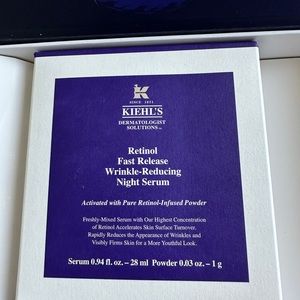 K
SINCE 1851
KIEHL'S
DERMATOLOGIST
SOLUTIONS™
Retinol
Fast Release
Wrinkle-Reducing
Night Serum
Activated with Pure Retinol-Infused Powder
Freshly-Mixed Serum with Our Highest Concentration
of Retinol Accelerates Skin Surface Turnover.
Rapidly Reduces the Appearance of Wrinkles and
Visibly Firms Skin for a More Youthful Look.
Serum 0.94 fl. oz. – 28 ml Powder 0.03 oz. – 1 g